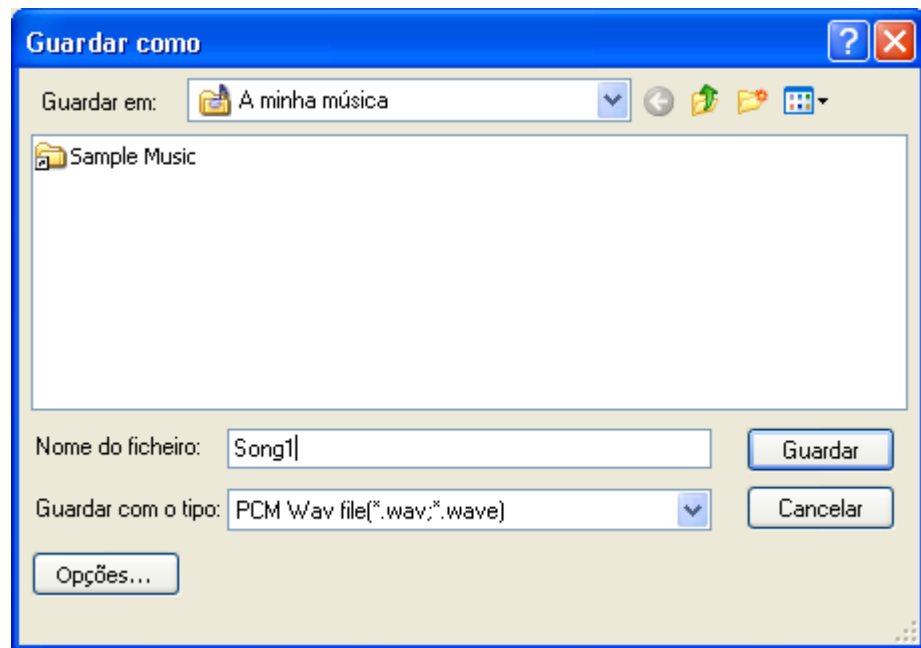 Guardar como
Guardar em: A minha música
Sample Music
Nome do ficheiro: Song1 Guardar
Guardar com o tipo: PCM Wav file(*.wav;*.wave) Cancelar
Opções...